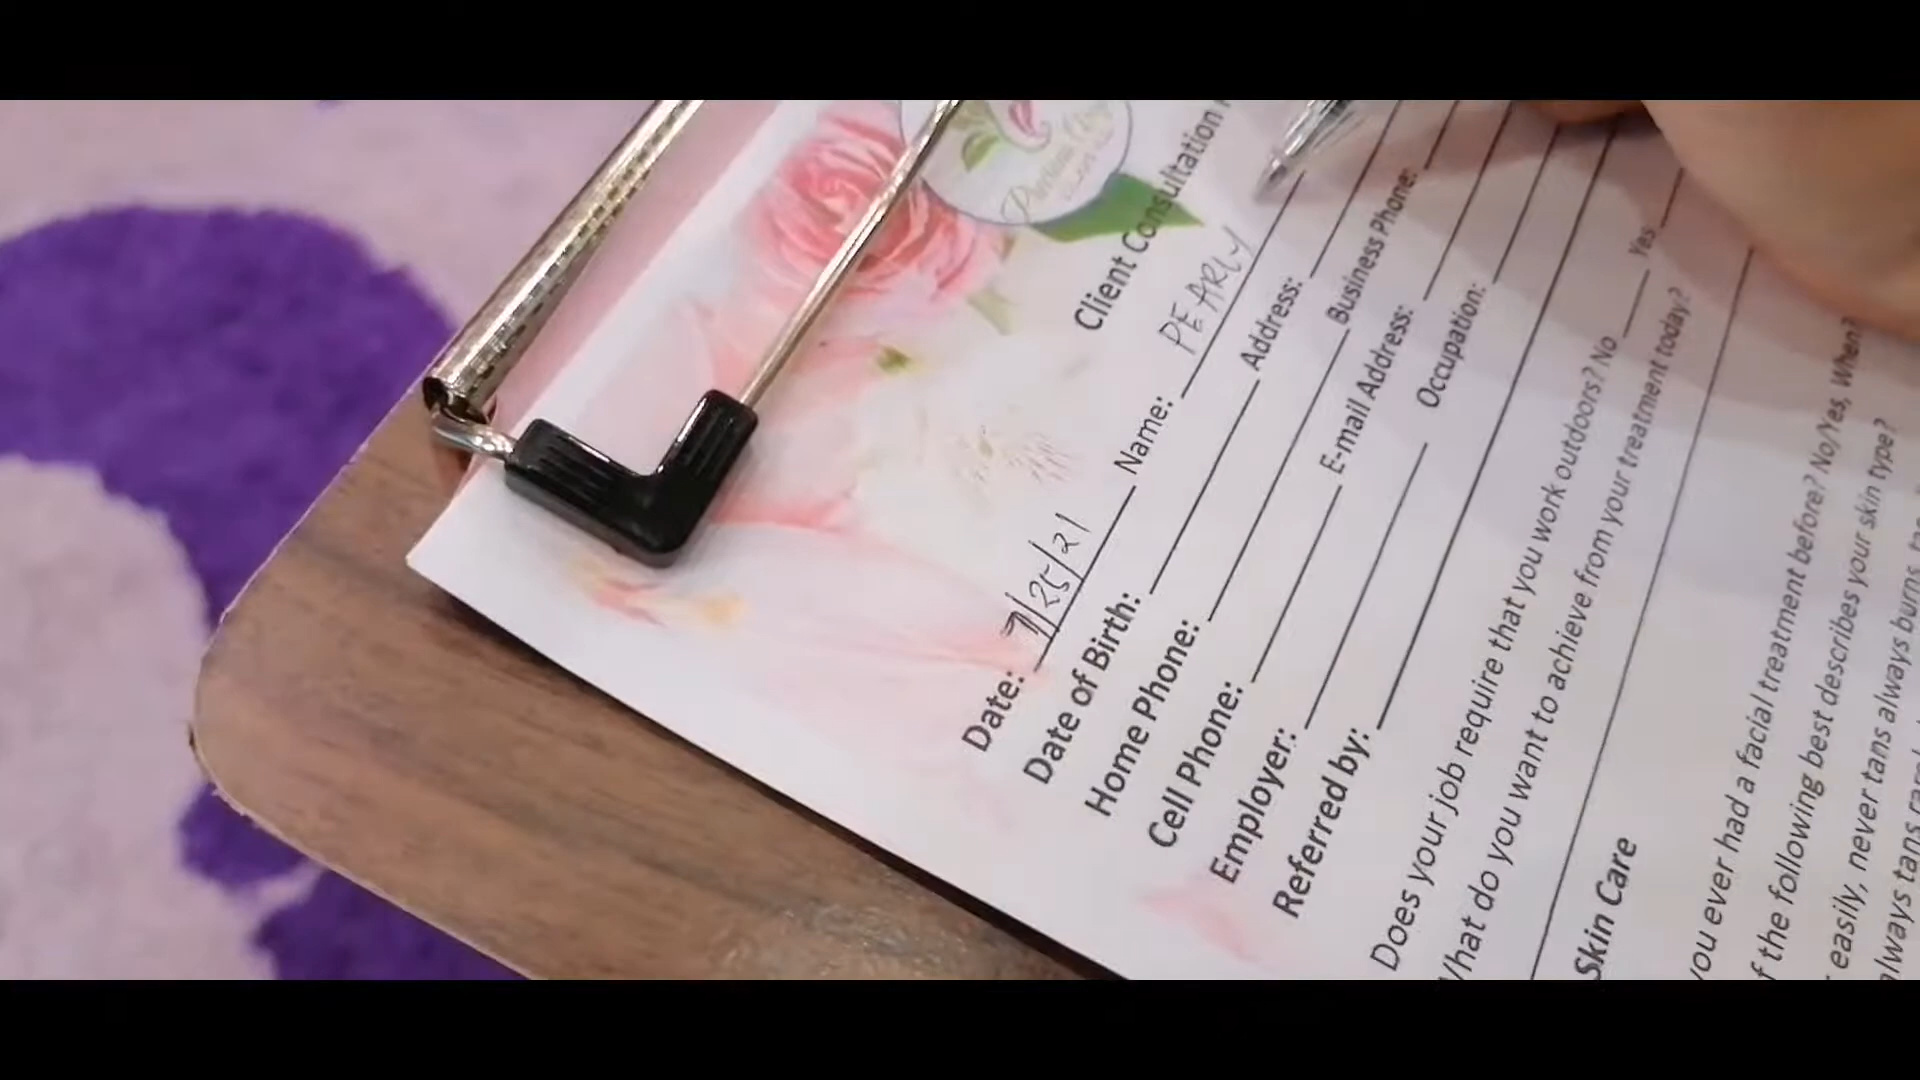 Client Consultation
Date: 7/25/21 Name: PEARLY
Date of Birth: Address:
Home Phone: Business Phone:
Cell Phone: E-mail Address:
Employer: Occupation:
Referred by:
Does your job require that you work outdoors? No Yes
What do you want to achieve from your treatment today?
Skin Care
you ever had a facial treatment before? No/Yes, When?
f the following best describes your skin type?
easily, never tans always burns, ta
always tans